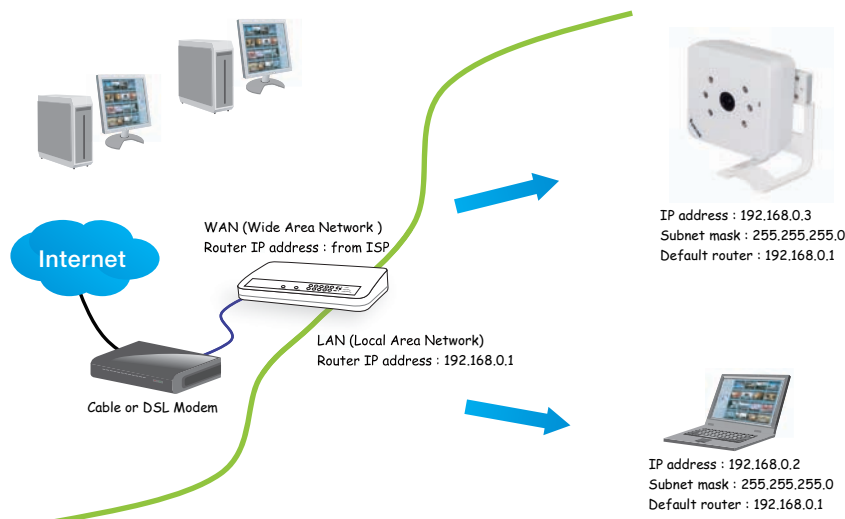 WAN (Wide Area Network )
Router IP address : from ISP
Internet
LAN (Local Area Network)
Router IP address : 192.168.0.1
Cable or DSL Modem
IP address : 192.168.0.3
Subnet mask : 255.255.255.0
Default router : 192.168.0.1
IP address : 192.168.0.2
Subnet mask : 255.255.255.0
Default router : 192.168.0.1